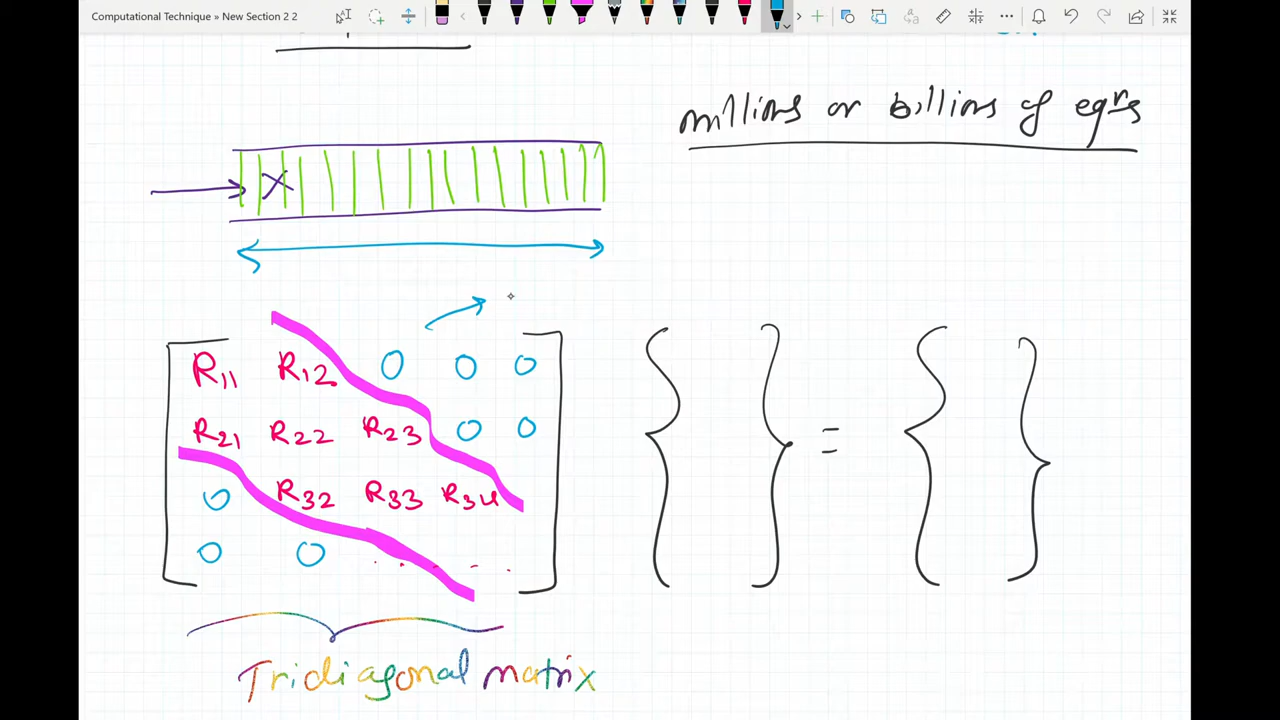 Computational Technique » New Section 2 2
millions or billions of eqns
R11 R12 0 0 0
R21 R22 R23 0 0
0 R32 R33 R34
0 0 . . . .
=
Tridiagonal matrix